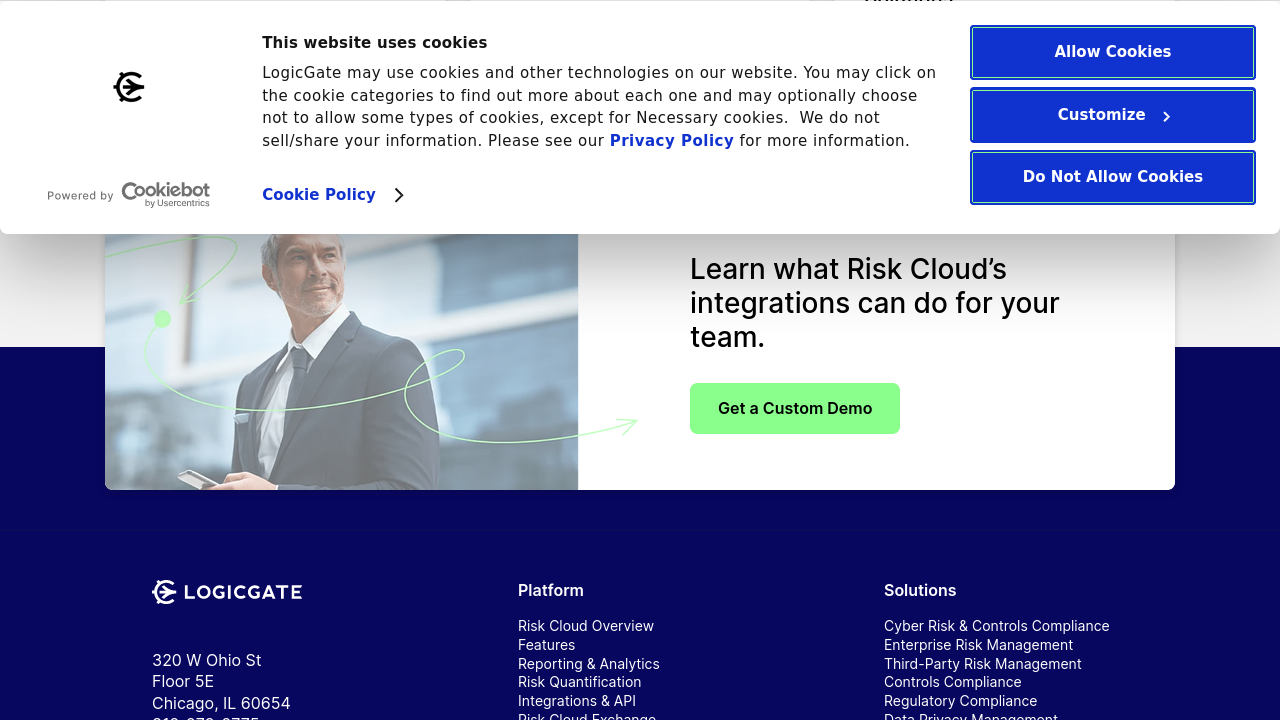 This website uses cookies
LogicGate may use cookies and other technologies on our website. You may click on
the cookie categories to find out more about each one and may optionally choose
not to allow some types of cookies, except for Necessary cookies.  We do not
sell/share your information. Please see our Privacy Policy for more information.
Cookie Policy
Powered by Cookiebot
by Usercentrics
Allow Cookies
Customize
Do Not Allow Cookies
Learn what Risk Cloud’s
integrations can do for your
team.
Get a Custom Demo
LOGICGATE
320 W Ohio St
Floor 5E
Chicago, IL 60654
Platform
Risk Cloud Overview
Features
Reporting & Analytics
Risk Quantification
Integrations & API
Risk Cloud Exchange
Solutions
Cyber Risk & Controls Compliance
Enterprise Risk Management
Third-Party Risk Management
Controls Compliance
Regulatory Compliance
Data Privacy Management